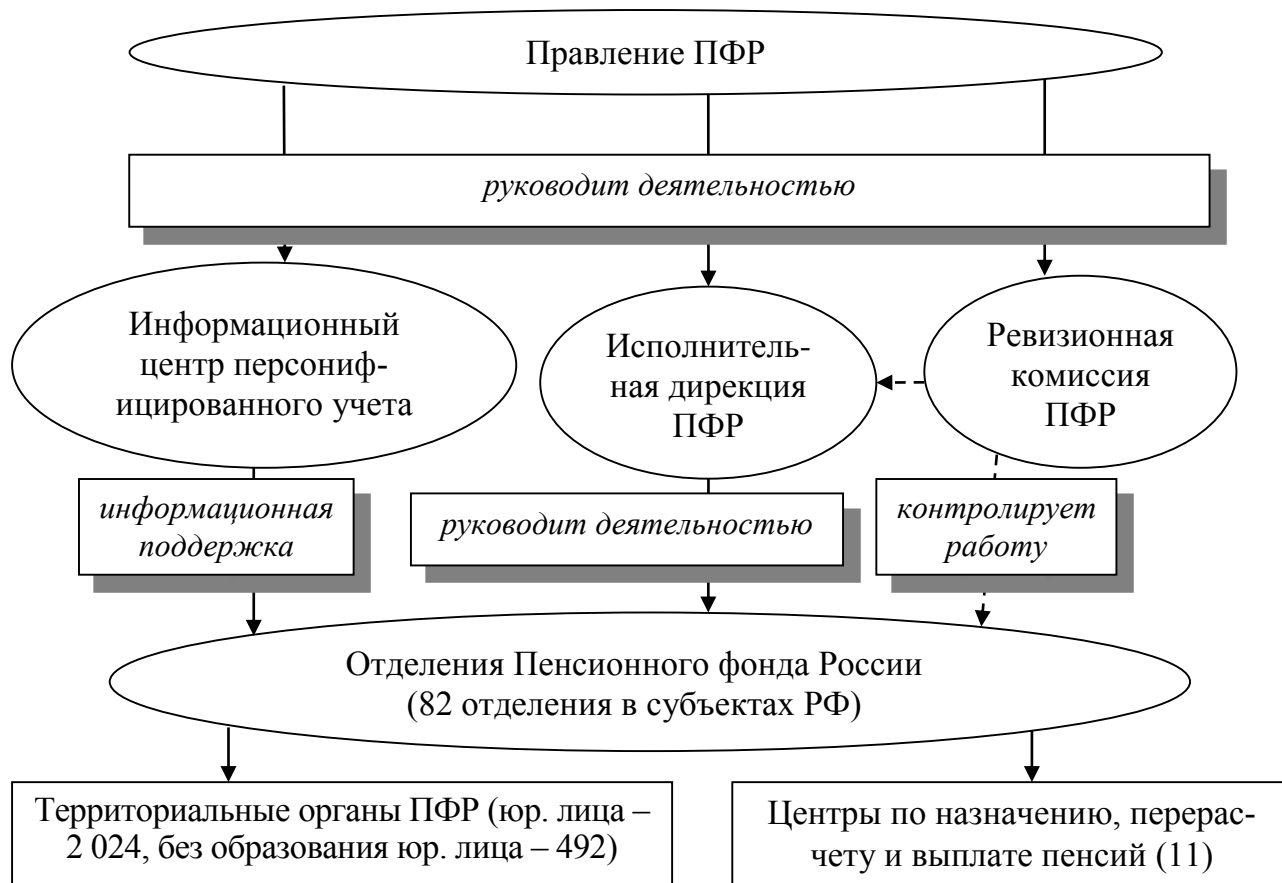 Правление ПФР
руководит деятельностью
Информационный
центр персониф-
ицированного учета
Исполнитель-
ная дирекция
ПФР
Ревизионная
комиссия
ПФР
информационная
поддержка
руководит деятельностью
контролирует
работу
Отделения Пенсионного фонда России
(82 отделения в субъектах РФ)
Территориальные органы ПФР (юр. лица –
2 024, без образования юр. лица – 492)
Центры по назначению, перерас-
чету и выплате пенсий (11)